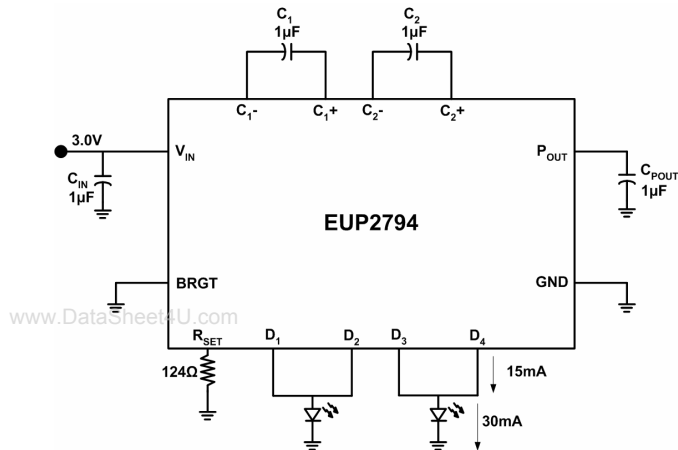 C1
1µF
C2
1µF
C1-
C1+
C2-
C2+
3.0V
VIN
POUT
CIN
1µF
CPOUT
1µF
EUP2794
BRGT
GND
www.DataSheet4U.com
RSET
D1
D2
D3
D4
124Ω
15mA
30mA